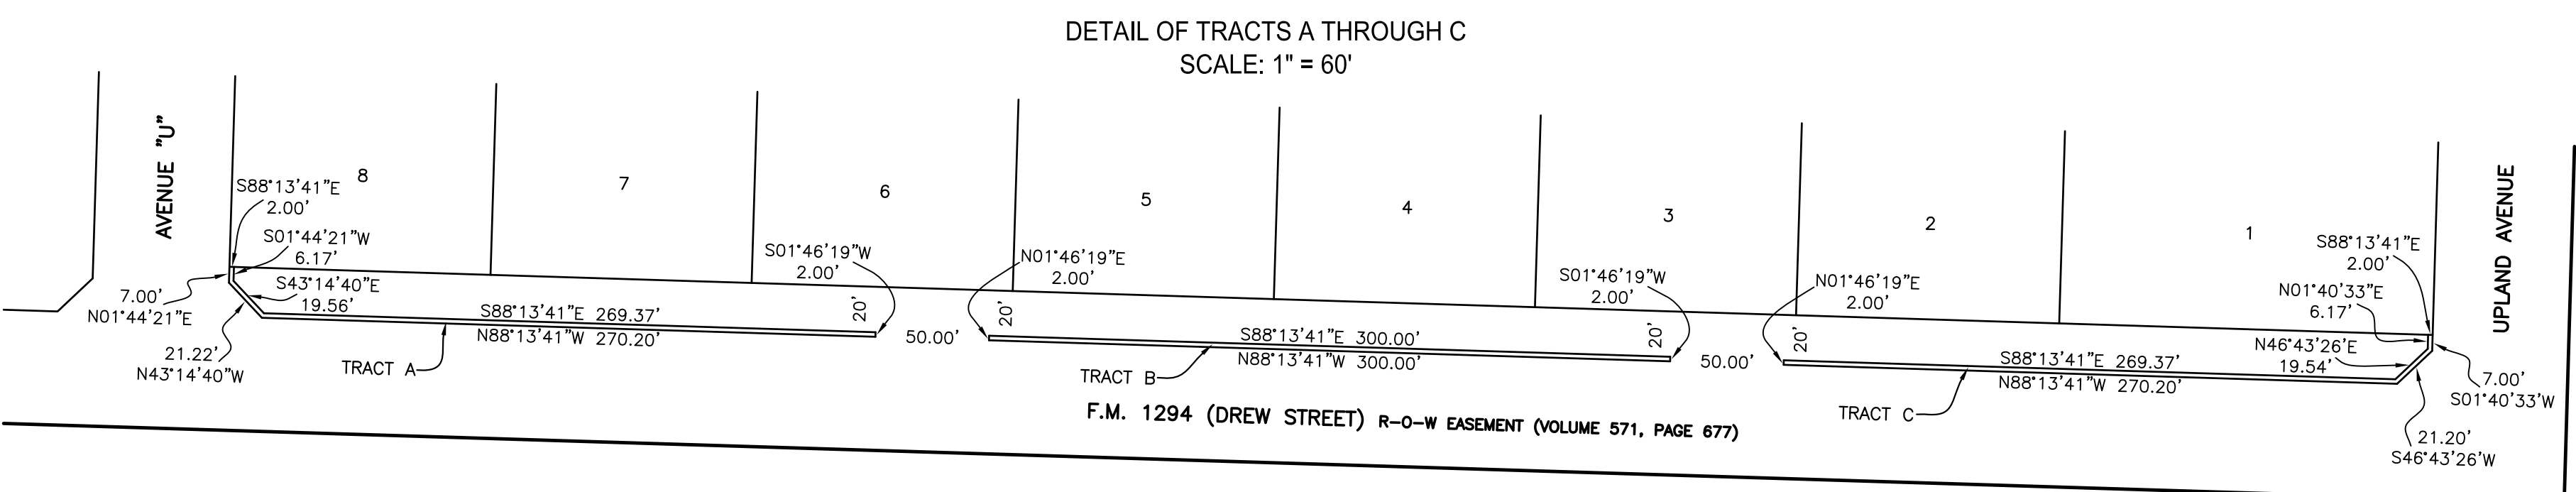 DETAIL OF TRACTS A THROUGH C
SCALE: 1" = 60'
AVENUE "U"
8
7
6
5
4
3
2
1
UPLAND AVENUE
S88°13'41"E
2.00'
S01°44'21"W
6.17'
S43°14'40"E
19.56'
7.00'
N01°44'21"E
21.22'
N43°14'40"W
S88°13'41"E 269.37'
N88°13'41"W 270.20'
TRACT A
S01°46'19"W
2.00'
20'
50.00'
N01°46'19"E
2.00'
20'
S88°13'41"E 300.00'
N88°13'41"W 300.00'
TRACT B
S01°46'19"W
2.00'
20'
50.00'
N01°46'19"E
2.00'
20'
S88°13'41"E 269.37'
N88°13'41"W 270.20'
TRACT C
S88°13'41"E
2.00'
N01°40'33"E
6.17'
N46°43'26'E
19.54'
7.00'
S01°40'33'W
21.20'
S46°43'26'W
F.M. 1294 (DREW STREET) R-O-W EASEMENT (VOLUME 571, PAGE 677)